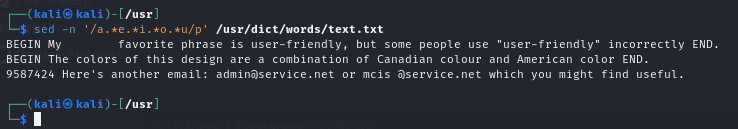 ┌──(kali㉿kali)-[/usr]
└─$ sed -n '/a.*e.*i.*o.*u/p' /usr/dict/words/text.txt
BEGIN My        favorite phrase is user-friendly, but some people use "user-friendly" incorrectly END.
BEGIN The colors of this design are a combination of Canadian colour and American color END.
9587424 Here's another email: admin@service.net or mcis @service.net which you might find useful.
┌──(kali㉿kali)-[/usr]
└─$